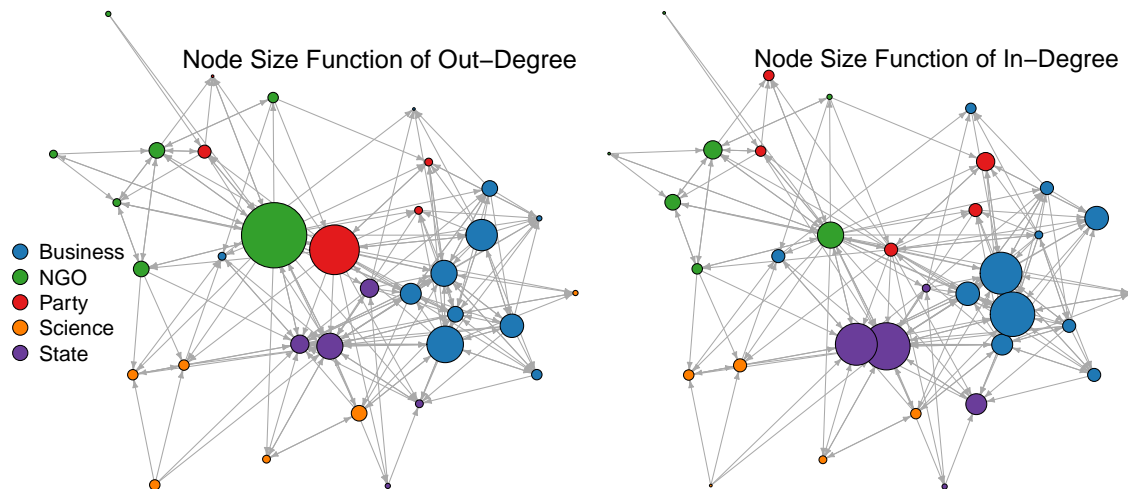 Node Size Function of Out−Degree
Node Size Function of In−Degree
Business
NGO
Party
Science
State